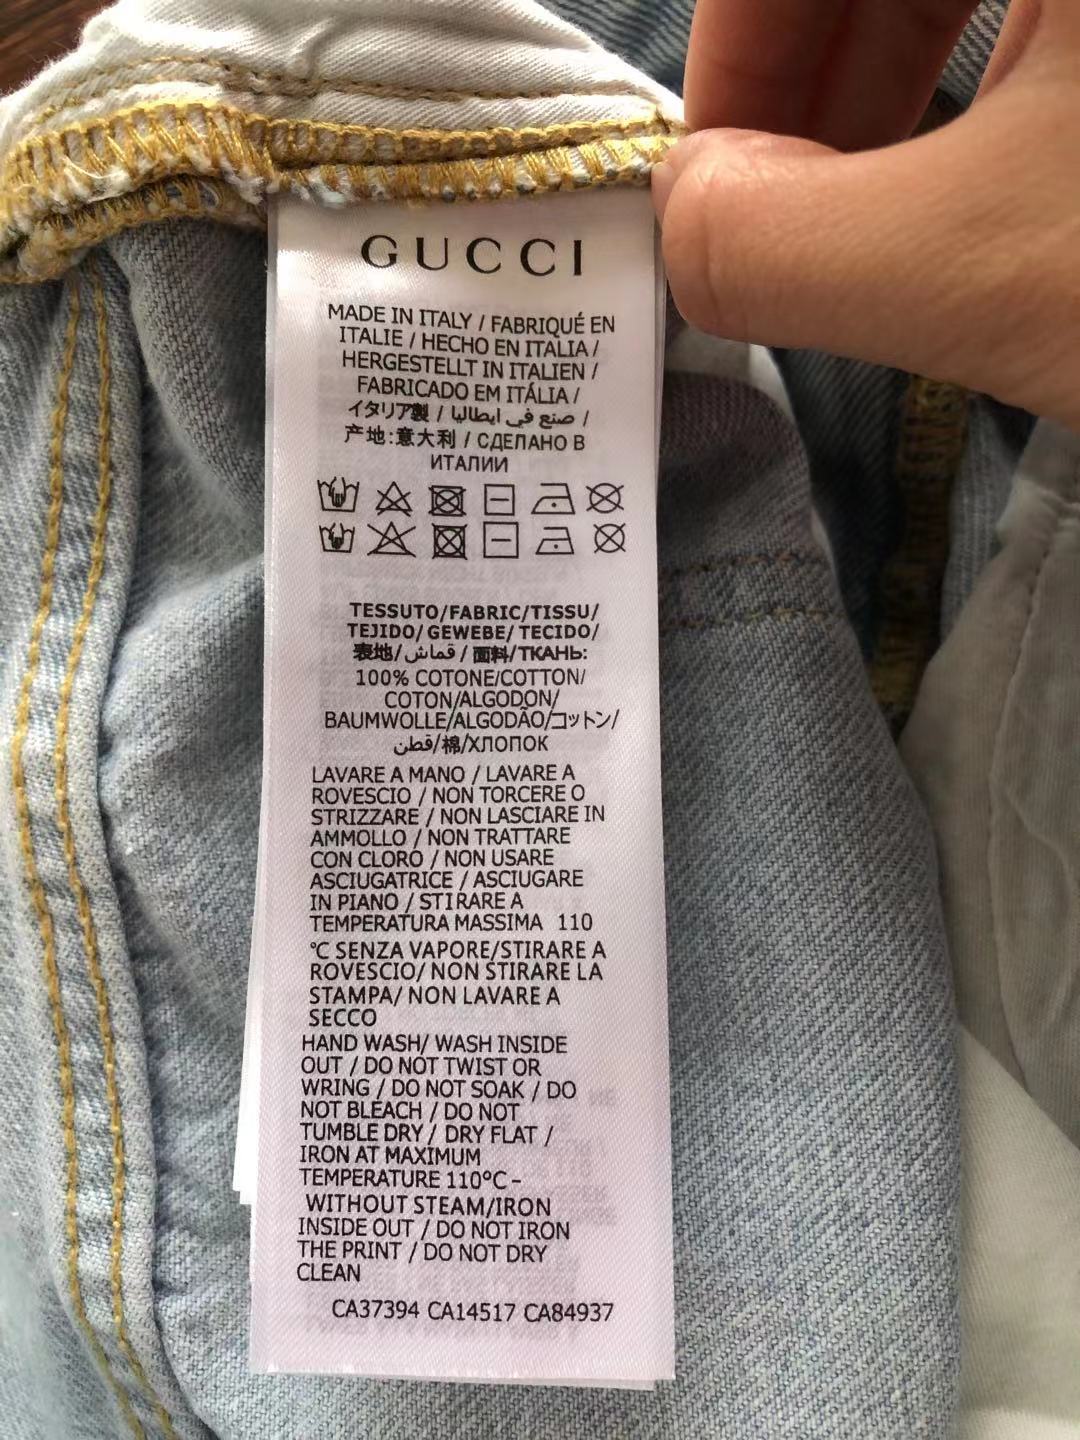 GUCCI
MADE IN ITALY / FABRIQUÉ EN
ITALIE / HECHO EN ITALIA /
HERGESTELLT IN ITALIEN /
FABRICADO EM ITÁLIA /
イタリア製 / صنع في ايطاليا /
产地:意大利 / СДЕЛАНО В
ИТАЛИИ
TESSUTO/FABRIC/TISSU/
TEJIDO/ GEWEBE/ TECIDO/
表地/ قماش / 面料/ТКАНЬ:
100% COTONE/COTTON/
COTON/ALGODON/
BAUMWOLLE/ALGODÃO/コットン/
قطن/棉/ХЛОПОК
LAVARE A MANO / LAVARE A
ROVESCIO / NON TORCERE O
STRIZZARE / NON LASCIARE IN
AMMOLLO / NON TRATTARE
CON CLORO / NON USARE
ASCIUGATRICE / ASCIUGARE
IN PIANO / STIRARE A
TEMPERATURA MASSIMA 110
℃ SENZA VAPORE/STIRARE A
ROVESCIO/ NON STIRARE LA
STAMPA/ NON LAVARE A
SECCO
HAND WASH/ WASH INSIDE
OUT / DO NOT TWIST OR
WRING / DO NOT SOAK / DO
NOT BLEACH / DO NOT
TUMBLE DRY / DRY FLAT /
IRON AT MAXIMUM
TEMPERATURE 110°C -
WITHOUT STEAM/IRON
INSIDE OUT / DO NOT IRON
THE PRINT / DO NOT DRY
CLEAN
CA37394 CA14517 CA84937